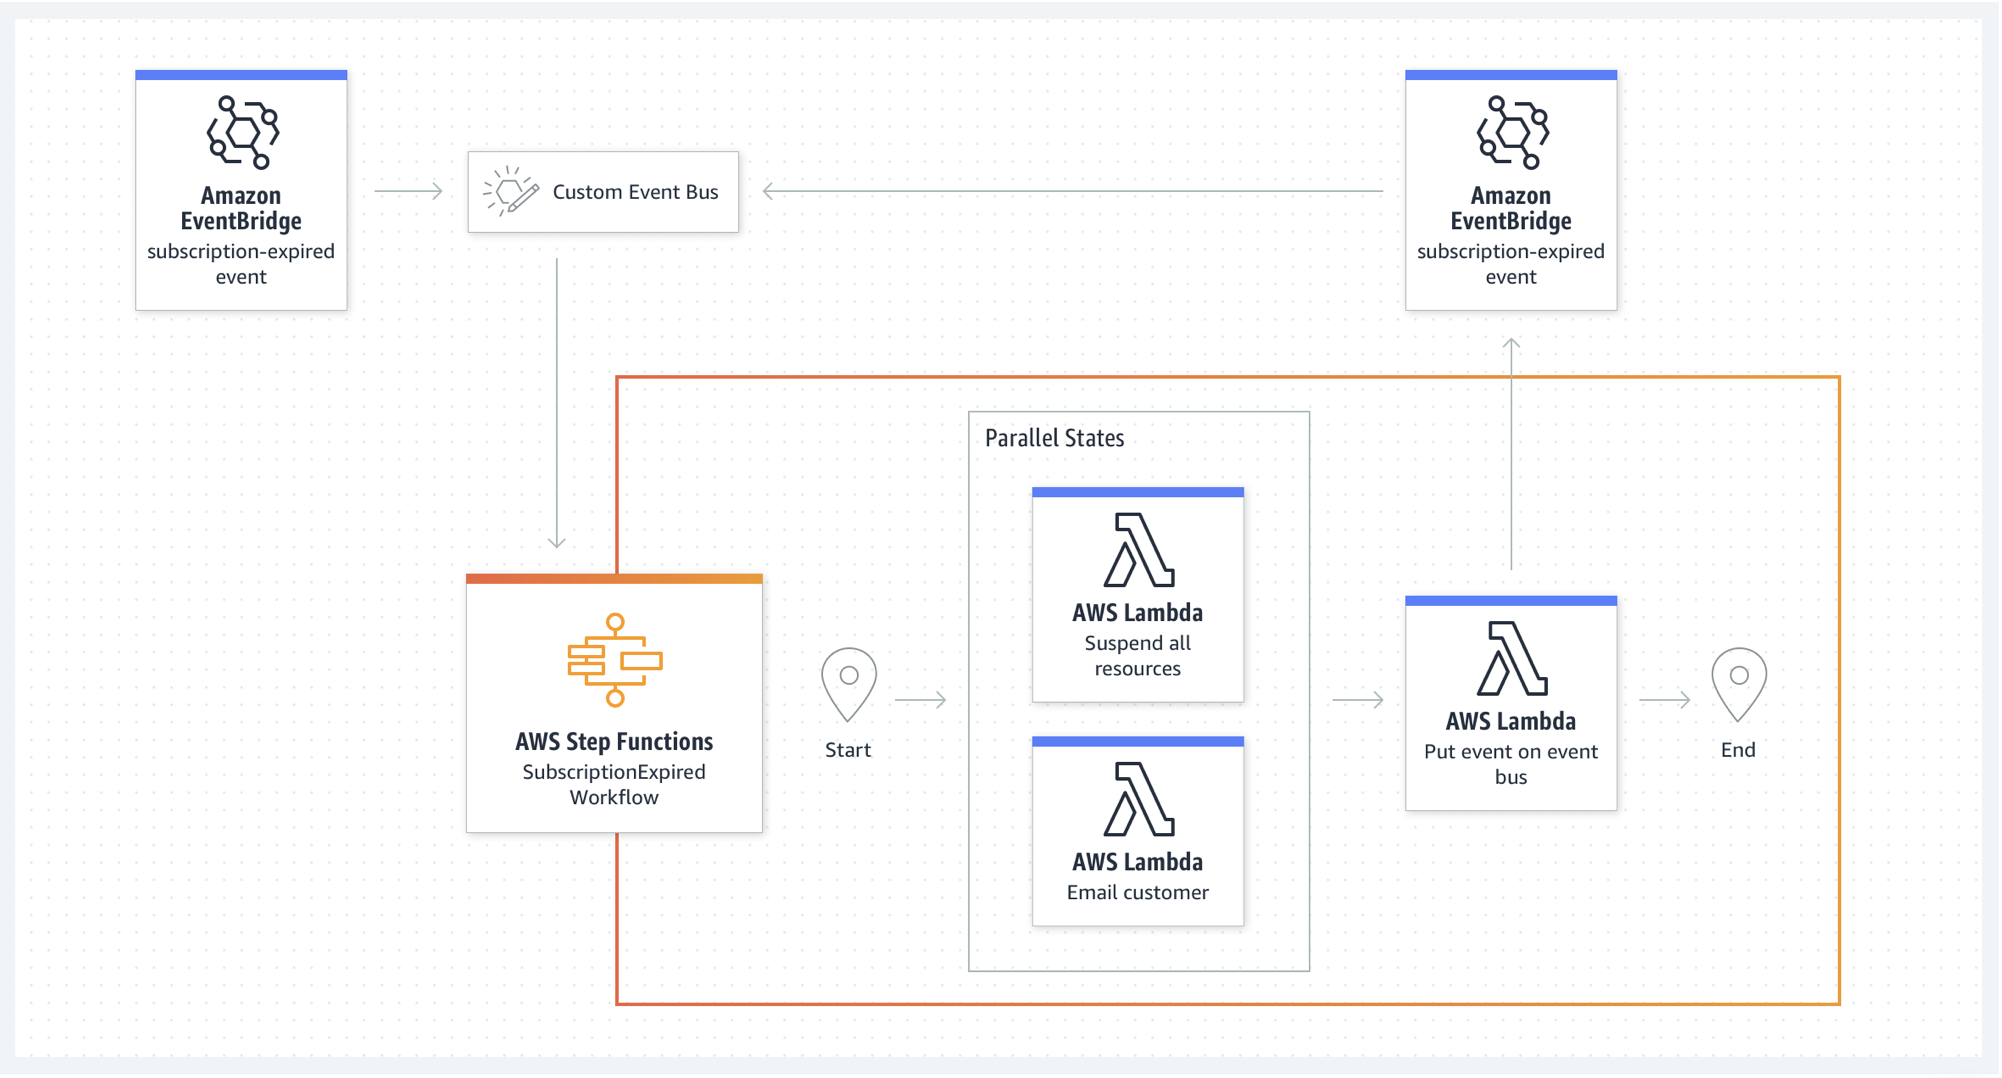 Amazon
EventBridge
subscription-expired
event
Custom Event Bus
Amazon
EventBridge
subscription-expired
event
AWS Step Functions
SubscriptionExpired
Workflow
Start
Parallel States
AWS Lambda
Suspend all
resources
AWS Lambda
Email customer
AWS Lambda
Put event on event
bus
End